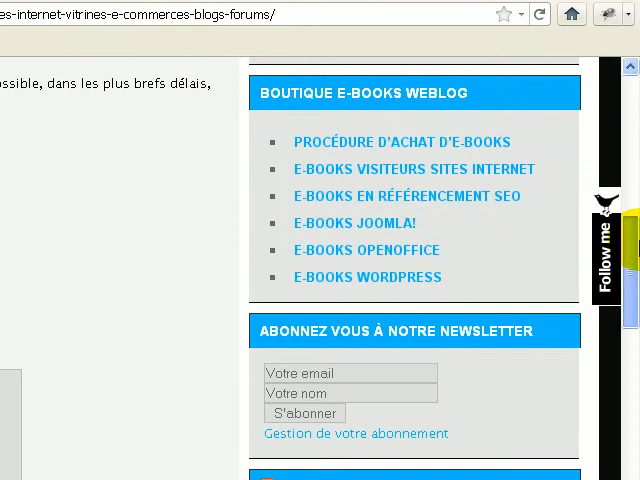 es-internet-vitrines-e-commerces-blogs-forums/
ossible, dans les plus brefs délais,
BOUTIQUE E-BOOKS WEBLOG
PROCÉDURE D'ACHAT D'E-BOOKS
E-BOOKS VISITEURS SITES INTERNET
E-BOOKS EN RÉFÉRENCEMENT SEO
E-BOOKS JOOMLA!
E-BOOKS OPENOFFICE
E-BOOKS WORDPRESS
Follow me
ABONNEZ VOUS À NOTRE NEWSLETTER
Votre email
Votre nom
S'abonner
Gestion de votre abonnement